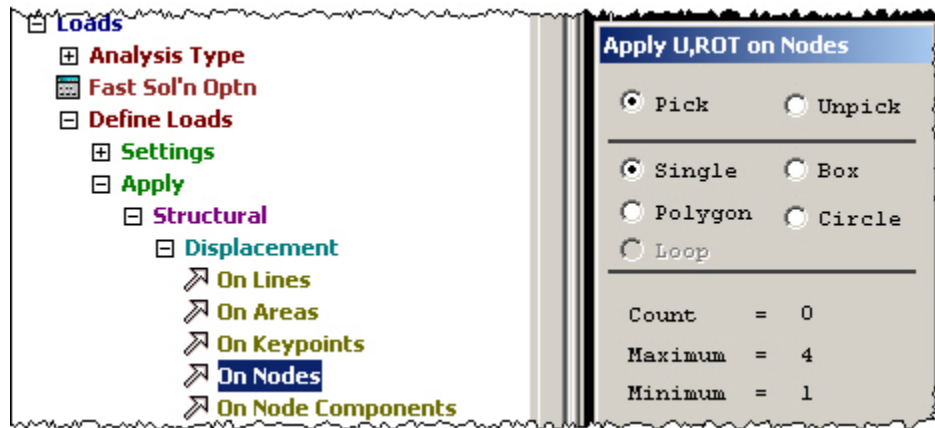 Loads
Analysis Type
Fast Sol'n Optn
Define Loads
Settings
Apply
Structural
Displacement
On Lines
On Areas
On Keypoints
On Nodes
On Node Components
Apply U,ROT on Nodes
Pick Unpick
Single Box
Polygon Circle
Loop
Count = 0
Maximum = 4
Minimum = 1